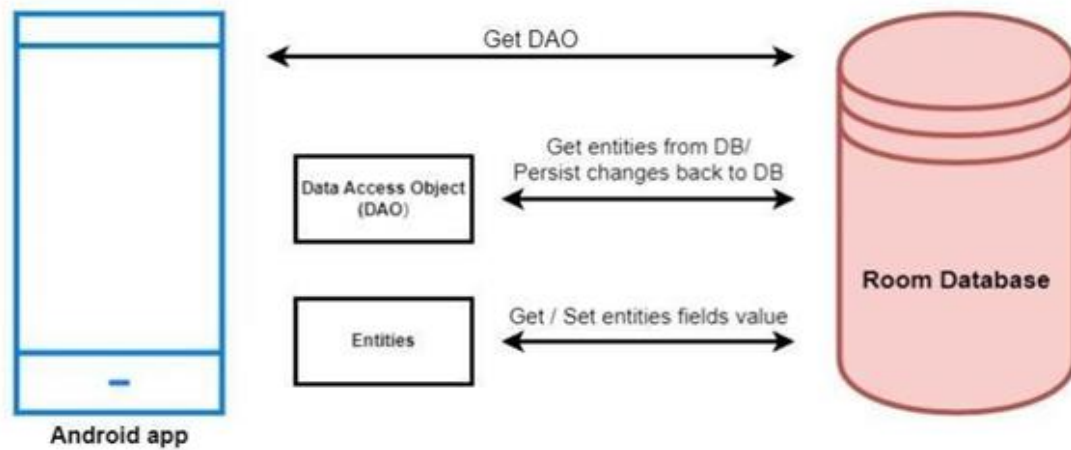 Get DAO
Get entities from DB/
Persist changes back to DB
Data Access Object
(DAO)
Room Database
Get / Set entities fields value
Entities
Android app